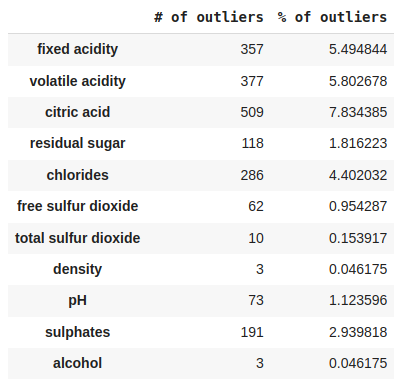 # of outliers % of outliers
fixed acidity 357 5.494844
volatile acidity 377 5.802678
citric acid 509 7.834385
residual sugar 118 1.816223
chlorides 286 4.402032
free sulfur dioxide 62 0.954287
total sulfur dioxide 10 0.153917
density 3 0.046175
pH 73 1.123596
sulphates 191 2.939818
alcohol 3 0.046175